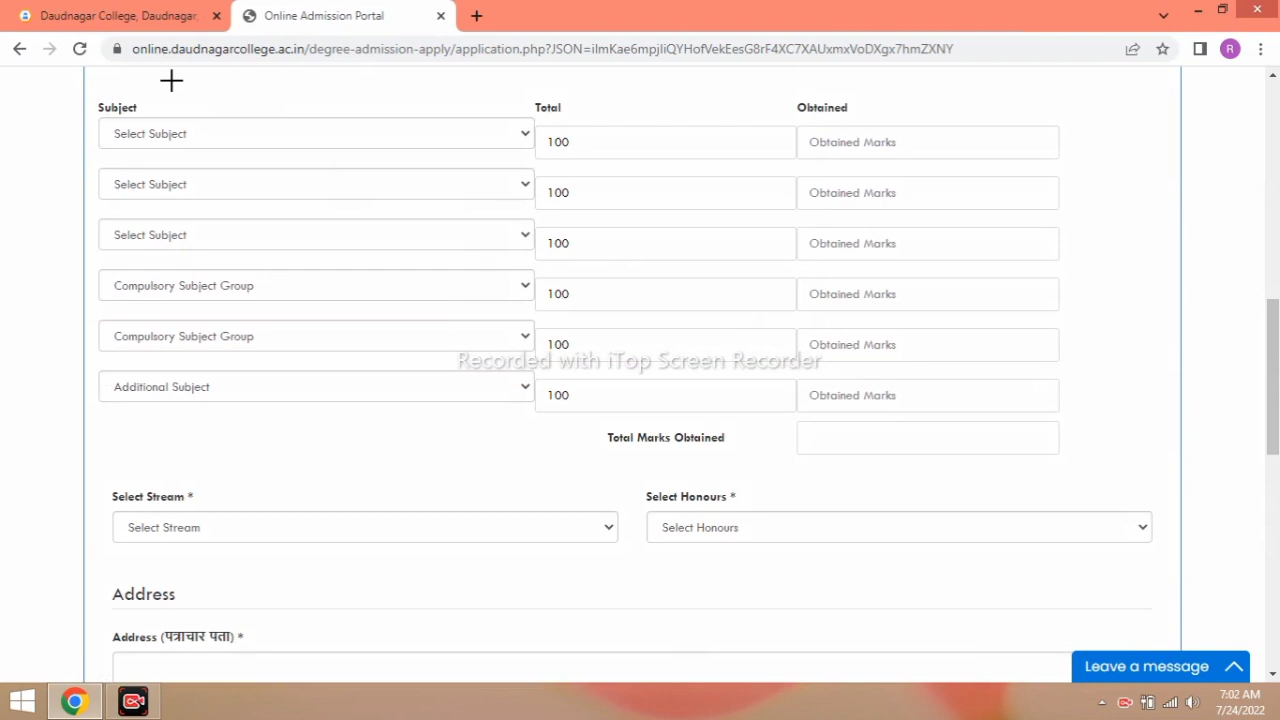 Daudnagar College, Daudnagar,
Online Admission Portal
online.daudnagarcollege.ac.in/degree-admission-apply/application.php?JSON=ilmKae6mpjIiQYHofVekEesG8rF4XC7XAUxmxVoDXgx7hmZXNY
R
Subject Total Obtained
Select Subject 100 Obtained Marks
Select Subject 100 Obtained Marks
Select Subject 100 Obtained Marks
Compulsory Subject Group 100 Obtained Marks
Compulsory Subject Group 100 Obtained Marks
Recorded with iTop Screen Recorder
Additional Subject 100 Obtained Marks
Total Marks Obtained
Select Stream * Select Honours *
Select Stream Select Honours
Address
Address (पत्राचार पता) *
Leave a message
7:02 AM
7/24/2022